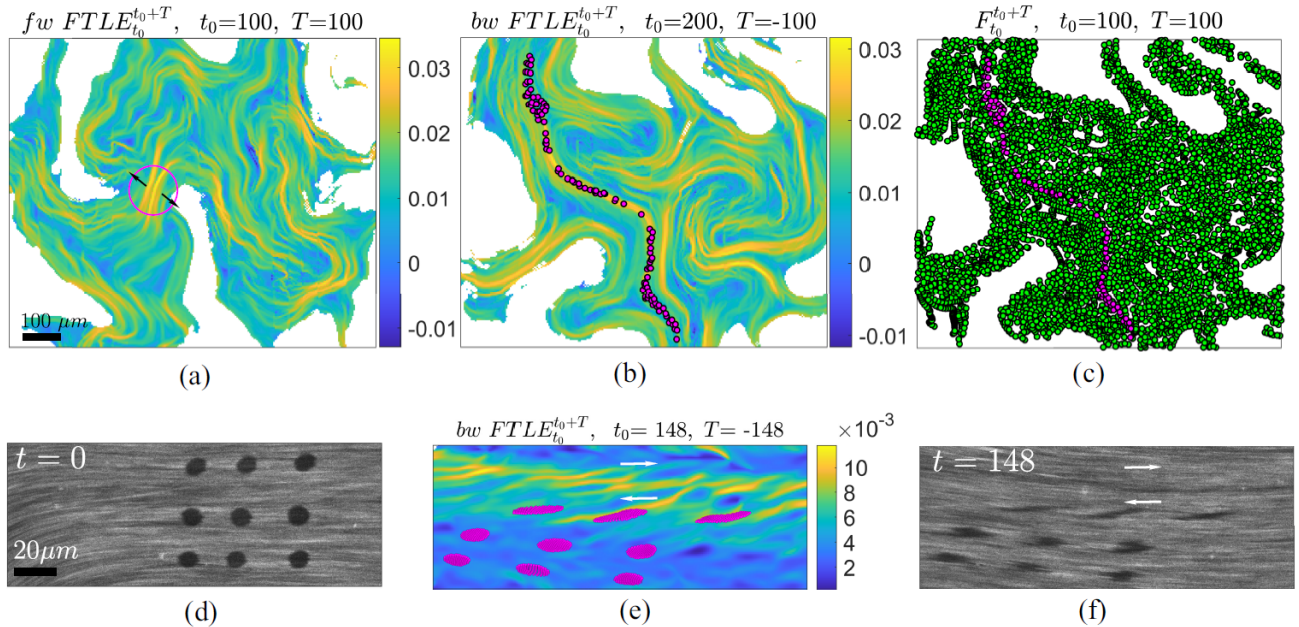 fw FTLE_{t_0}^{t_0+T}, t_0=100, T=100
0.03
0.02
0.01
0
-0.01
100 μm
(a)
bw FTLE_{t_0}^{t_0+T}, t_0=200, T=-100
0.03
0.02
0.01
0
-0.01
(b)
F_{t_0}^{t_0+T}, t_0=100, T=100
(c)
t = 0
20μm
(d)
bw FTLE_{t_0}^{t_0+T}, t_0= 148, T= -148
×10^{-3}
10
8
6
4
2
(e)
t = 148
(f)